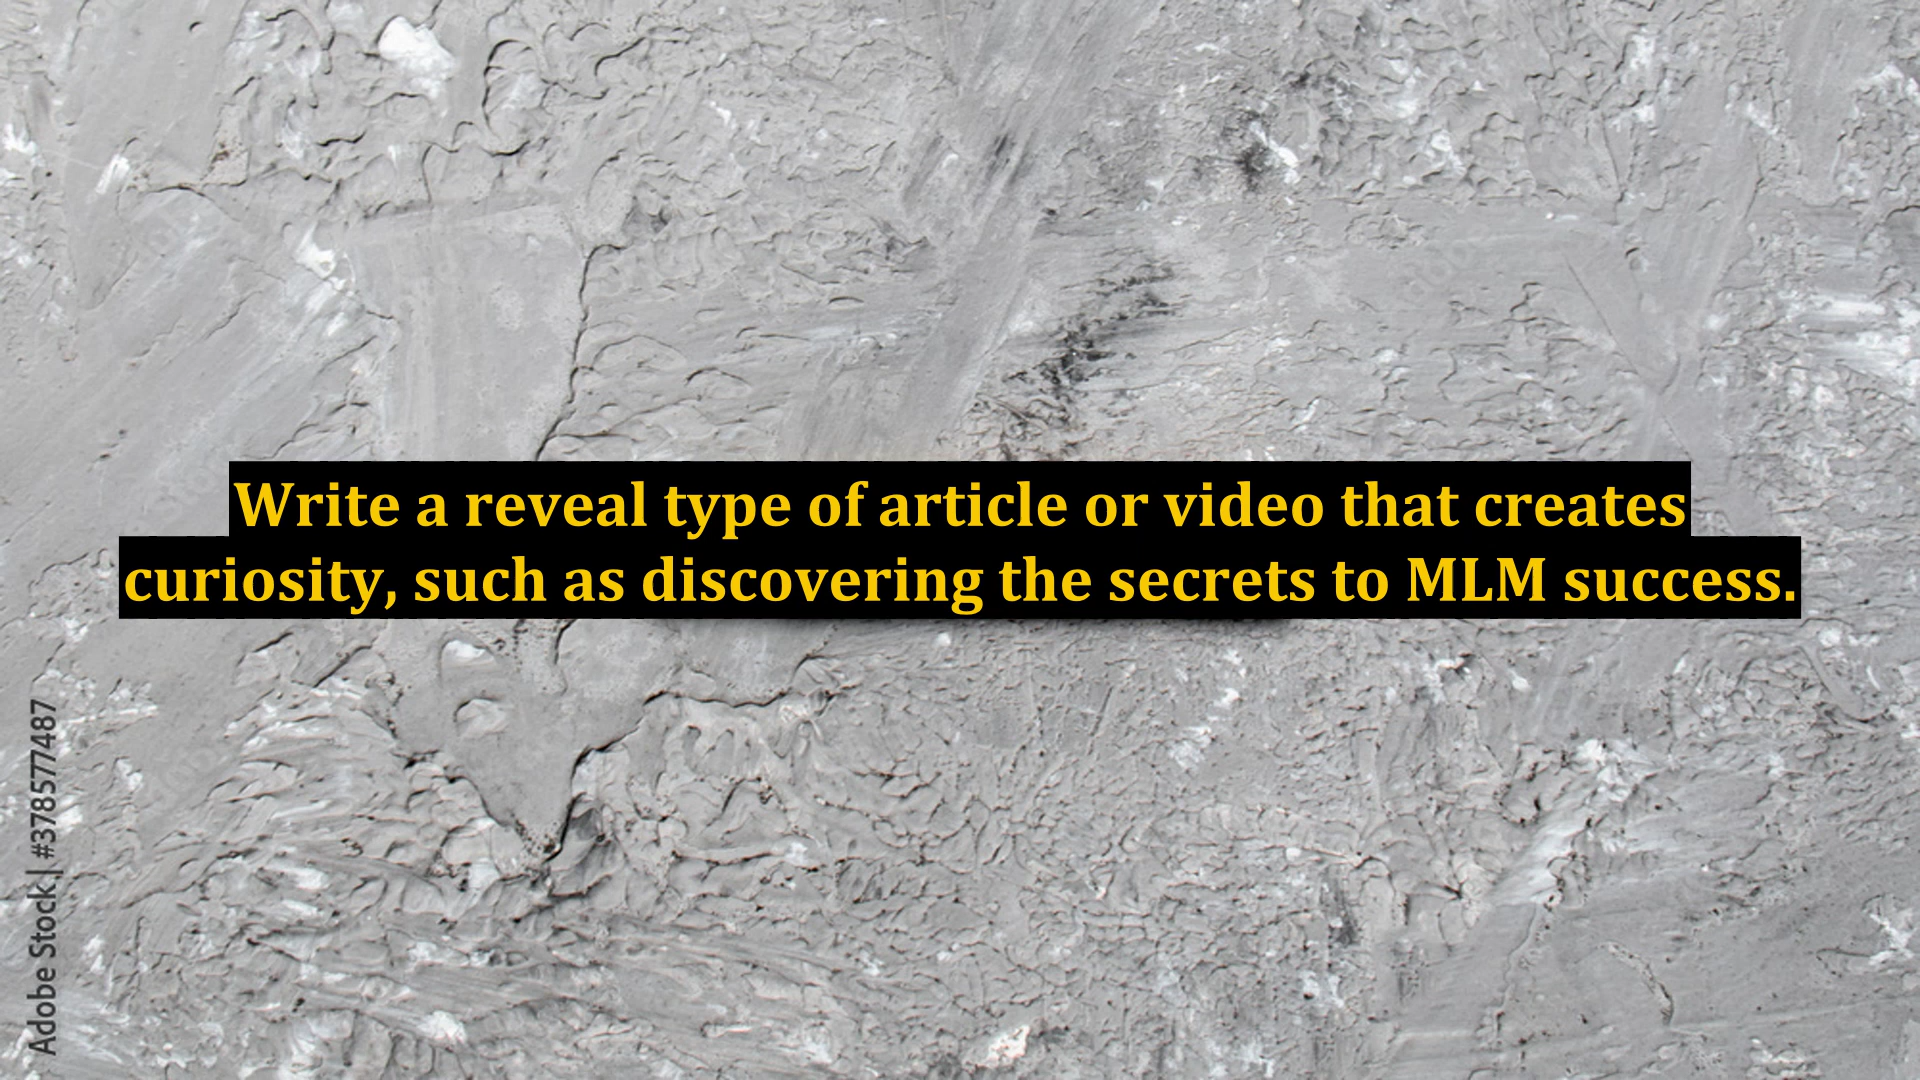 Write a reveal type of article or video that creates
curiosity, such as discovering the secrets to MLM success.
Adobe Stock | #378577487